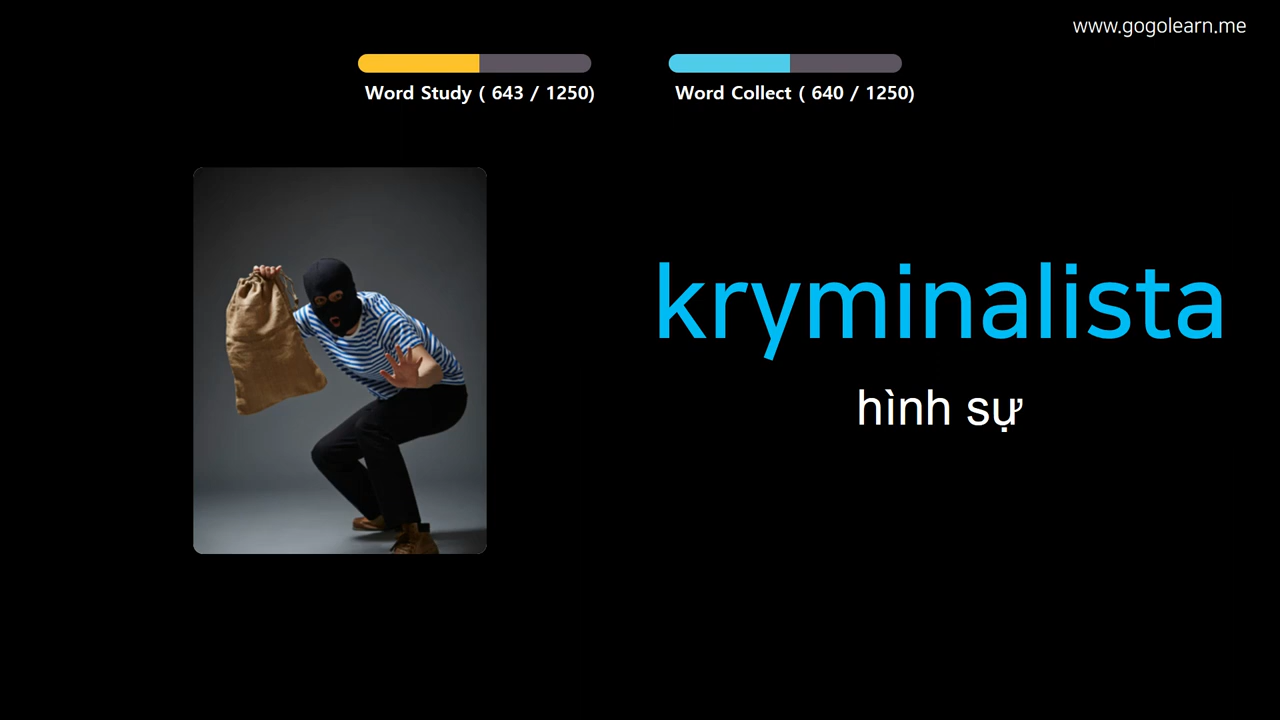 www.gogolearn.me
Word Study ( 643 / 1250)
Word Collect ( 640 / 1250)
kryminalista
hình sự